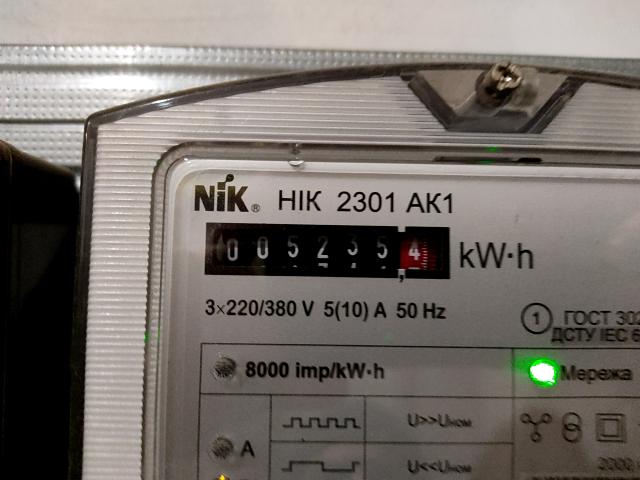 NiK® НІК 2301 АК1
0052354 kW·h
3×220/380 V 5(10) A 50 Hz
1 ГОСТ 302
ДСТУ IEC 6
8000 imp/kW·h
Мережа
U>>Uном
A
U<<Uном